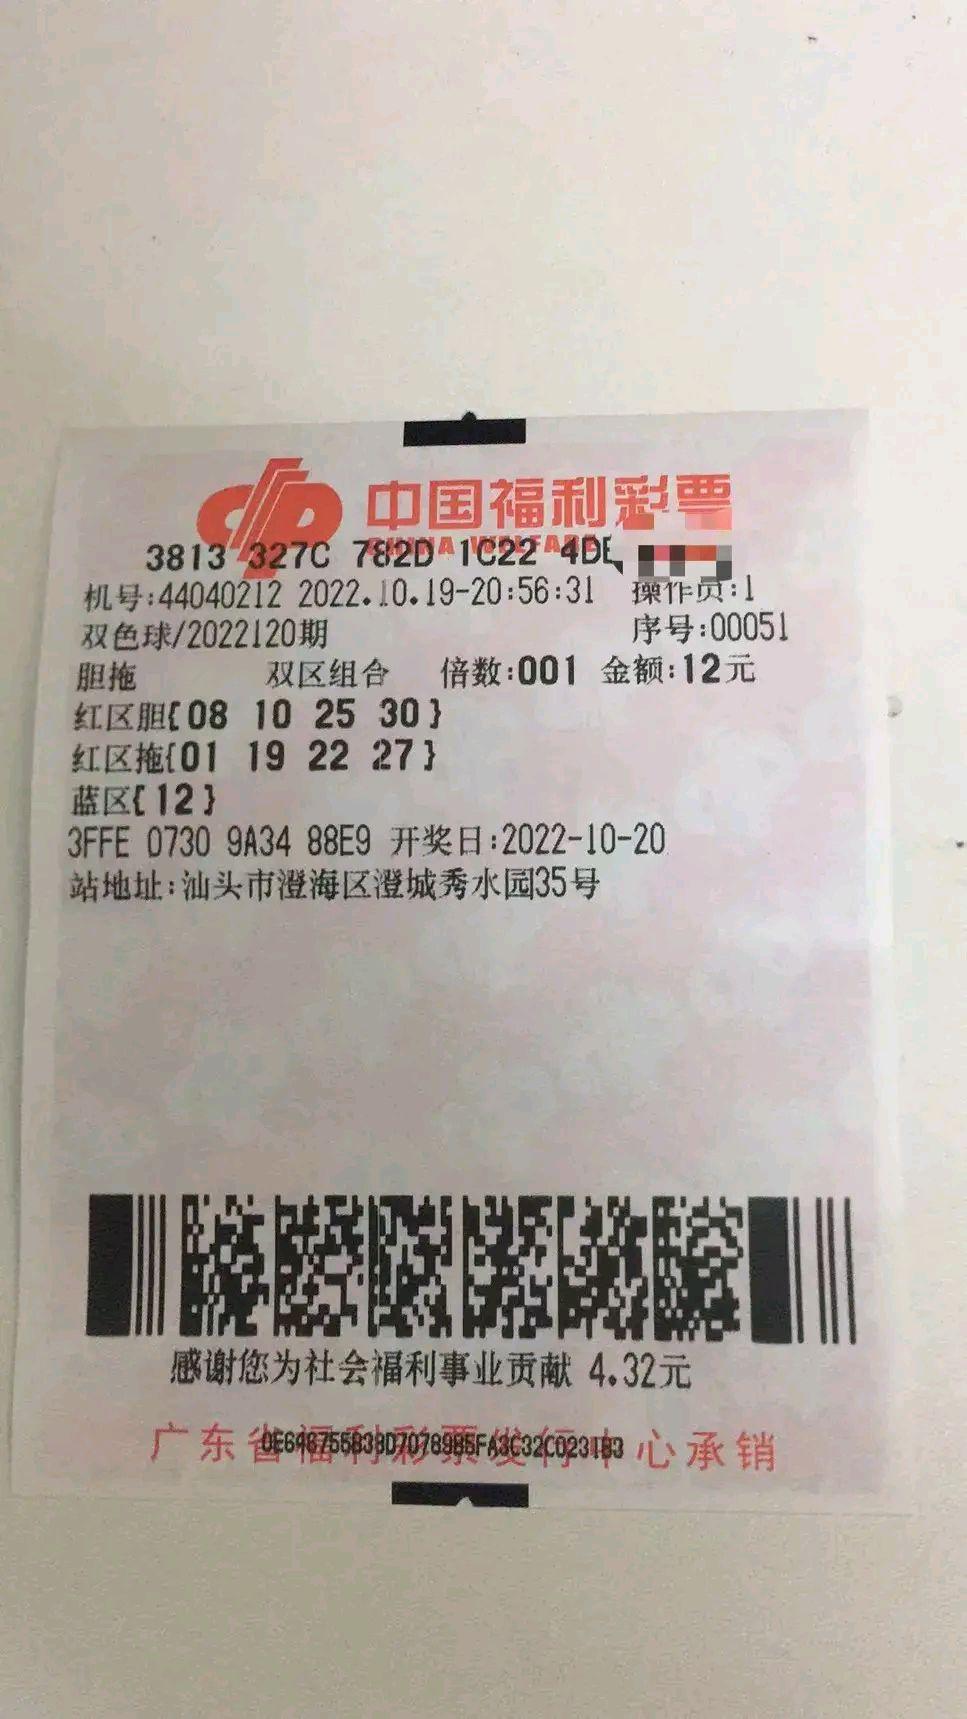 中国福利彩票
CHINA WELFARE
3813 327C 782D 1C22 4DE
机号:44040212 2022.10.19-20:56:31 操作员:1
双色球/2022120期 序号:00051
胆拖 双区组合 倍数:001 金额:12元
红区胆{08 10 25 30}
红区拖{01 19 22 27}
蓝区{12}
3FFE 0730 9A34 88E9 开奖日:2022-10-20
站地址:汕头市澄海区澄城秀水园35号
感谢您为社会福利事业贡献 4.32元
广东省福利彩票发行中心承销